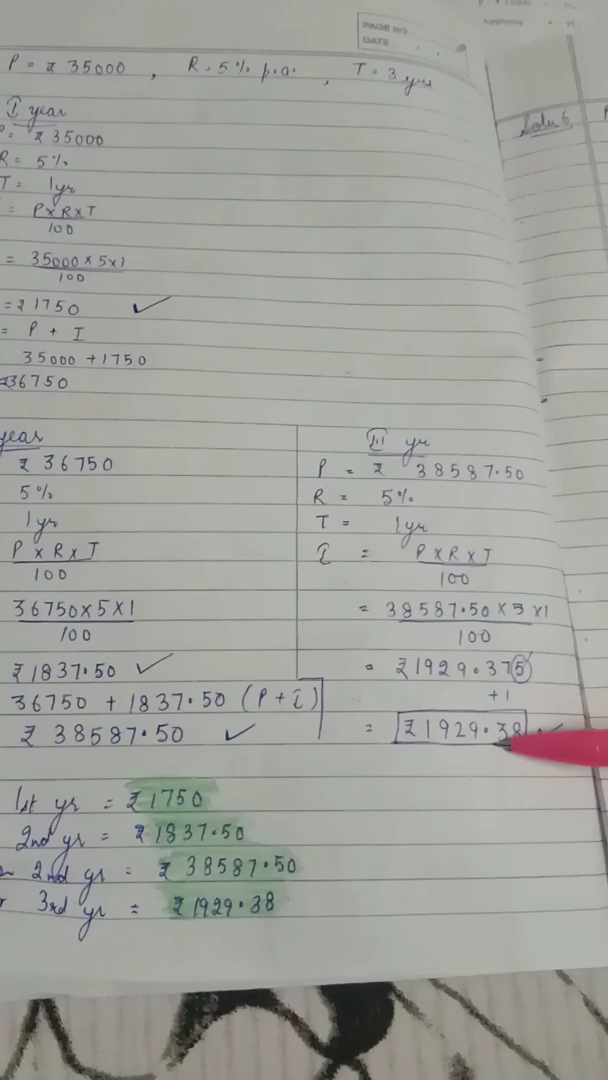 PAGE NO.
DATE:
P = ₹ 35000 , R = 5% p.a. , T = 3 yrs
I year
P = ₹ 35000
R = 5%
T = 1yr
= P×R×T
100
= 35000×5×1
100
= ₹1750 ✓
= P + I
35000 + 1750
₹36750
year
₹ 36750
5%
1yr
P × R × T
100
36750×5×1
100
₹1837.50 ✓
36750 + 1837.50 (P+I)
₹ 38587.50 ✓
III yr
P = ₹ 38587.50
R = 5%
T = 1yr
I = P×R×T
100
= 38587.50×5×1
100
= ₹1929.375
+1
= ₹1929.38
1st yr = ₹1750
2nd yr = ₹1837.50
2nd yr = ₹ 38587.50
3rd yr = ₹1929.38
Soln 6